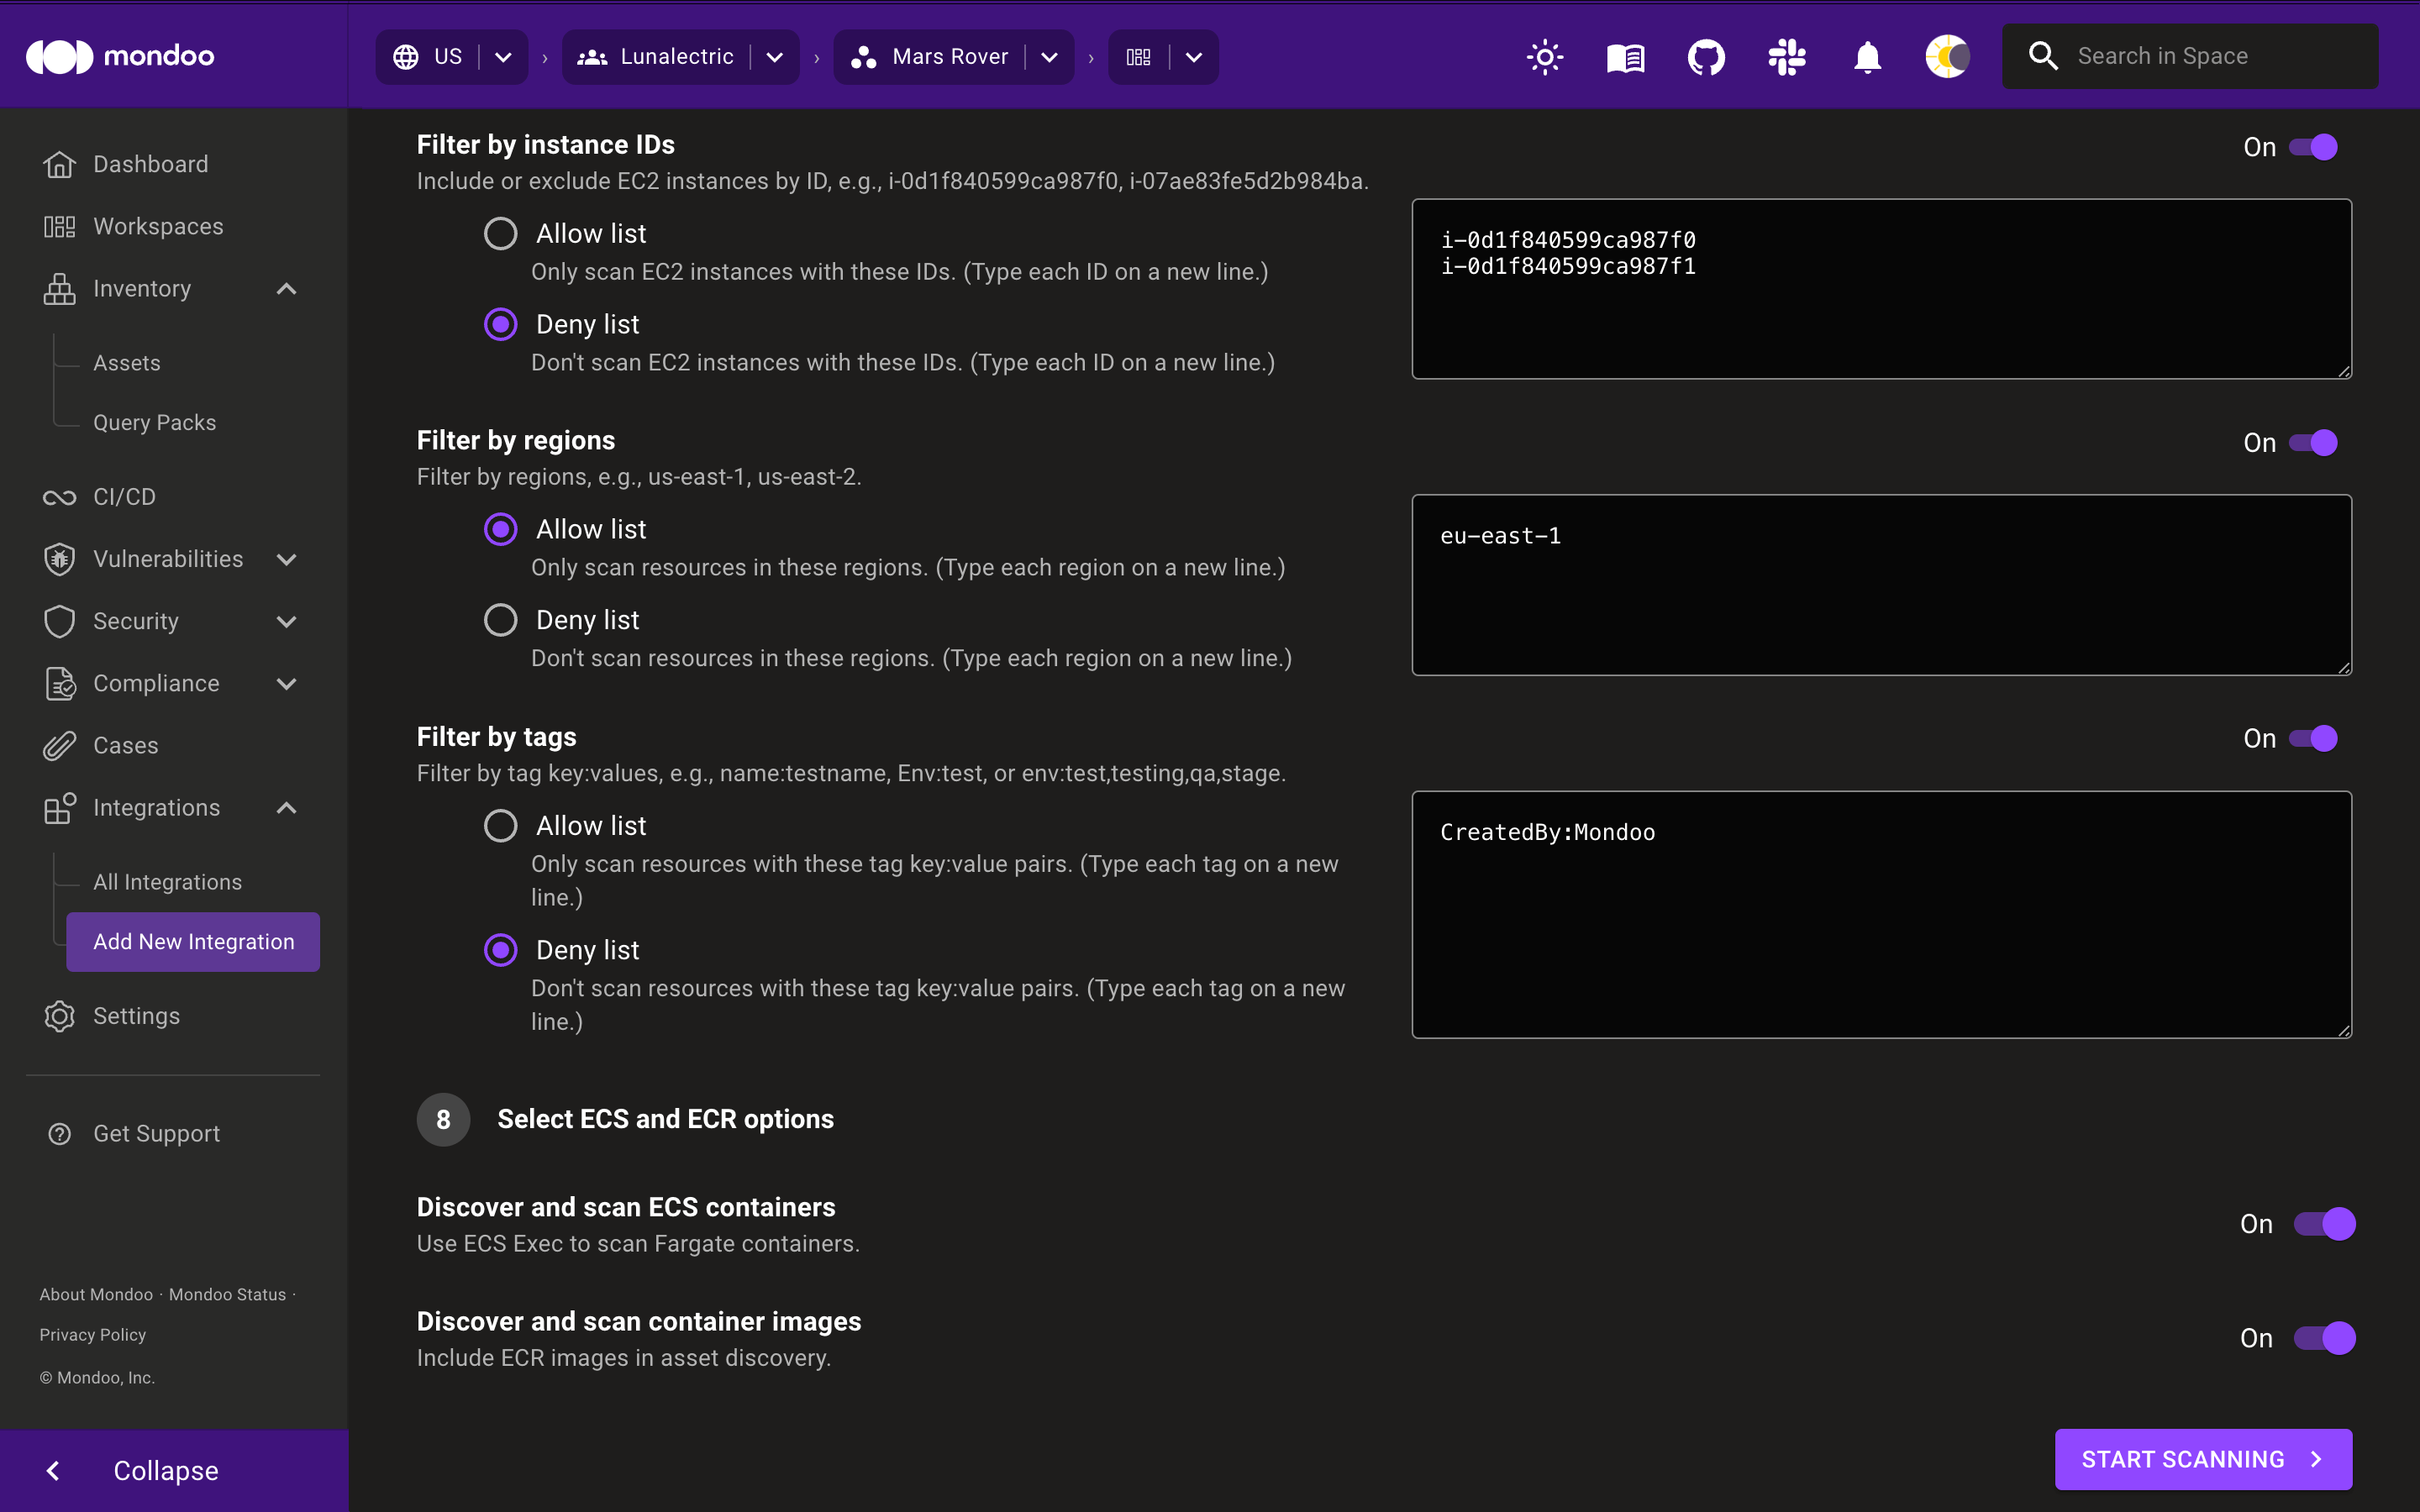 mondoo
US
Lunalectric
Mars Rover
Search in Space
Dashboard
Workspaces
Inventory
Assets
Query Packs
CI/CD
Vulnerabilities
Security
Compliance
Cases
Integrations
All Integrations
Add New Integration
Settings
Get Support
About Mondoo · Mondoo Status ·
Privacy Policy
© Mondoo, Inc.
Collapse
Filter by instance IDs
On
Include or exclude EC2 instances by ID, e.g., i-0d1f840599ca987f0, i-07ae83fe5d2b984ba.
Allow list
Only scan EC2 instances with these IDs. (Type each ID on a new line.)
Deny list
Don't scan EC2 instances with these IDs. (Type each ID on a new line.)
i-0d1f840599ca987f0
i-0d1f840599ca987f1
Filter by regions
On
Filter by regions, e.g., us-east-1, us-east-2.
Allow list
Only scan resources in these regions. (Type each region on a new line.)
Deny list
Don't scan resources in these regions. (Type each region on a new line.)
eu-east-1
Filter by tags
On
Filter by tag key:values, e.g., name:testname, Env:test, or env:test,testing,qa,stage.
Allow list
Only scan resources with these tag key:value pairs. (Type each tag on a new
line.)
Deny list
Don't scan resources with these tag key:value pairs. (Type each tag on a new
line.)
CreatedBy:Mondoo
8
Select ECS and ECR options
Discover and scan ECS containers
Use ECS Exec to scan Fargate containers.
On
Discover and scan container images
Include ECR images in asset discovery.
On
START SCANNING